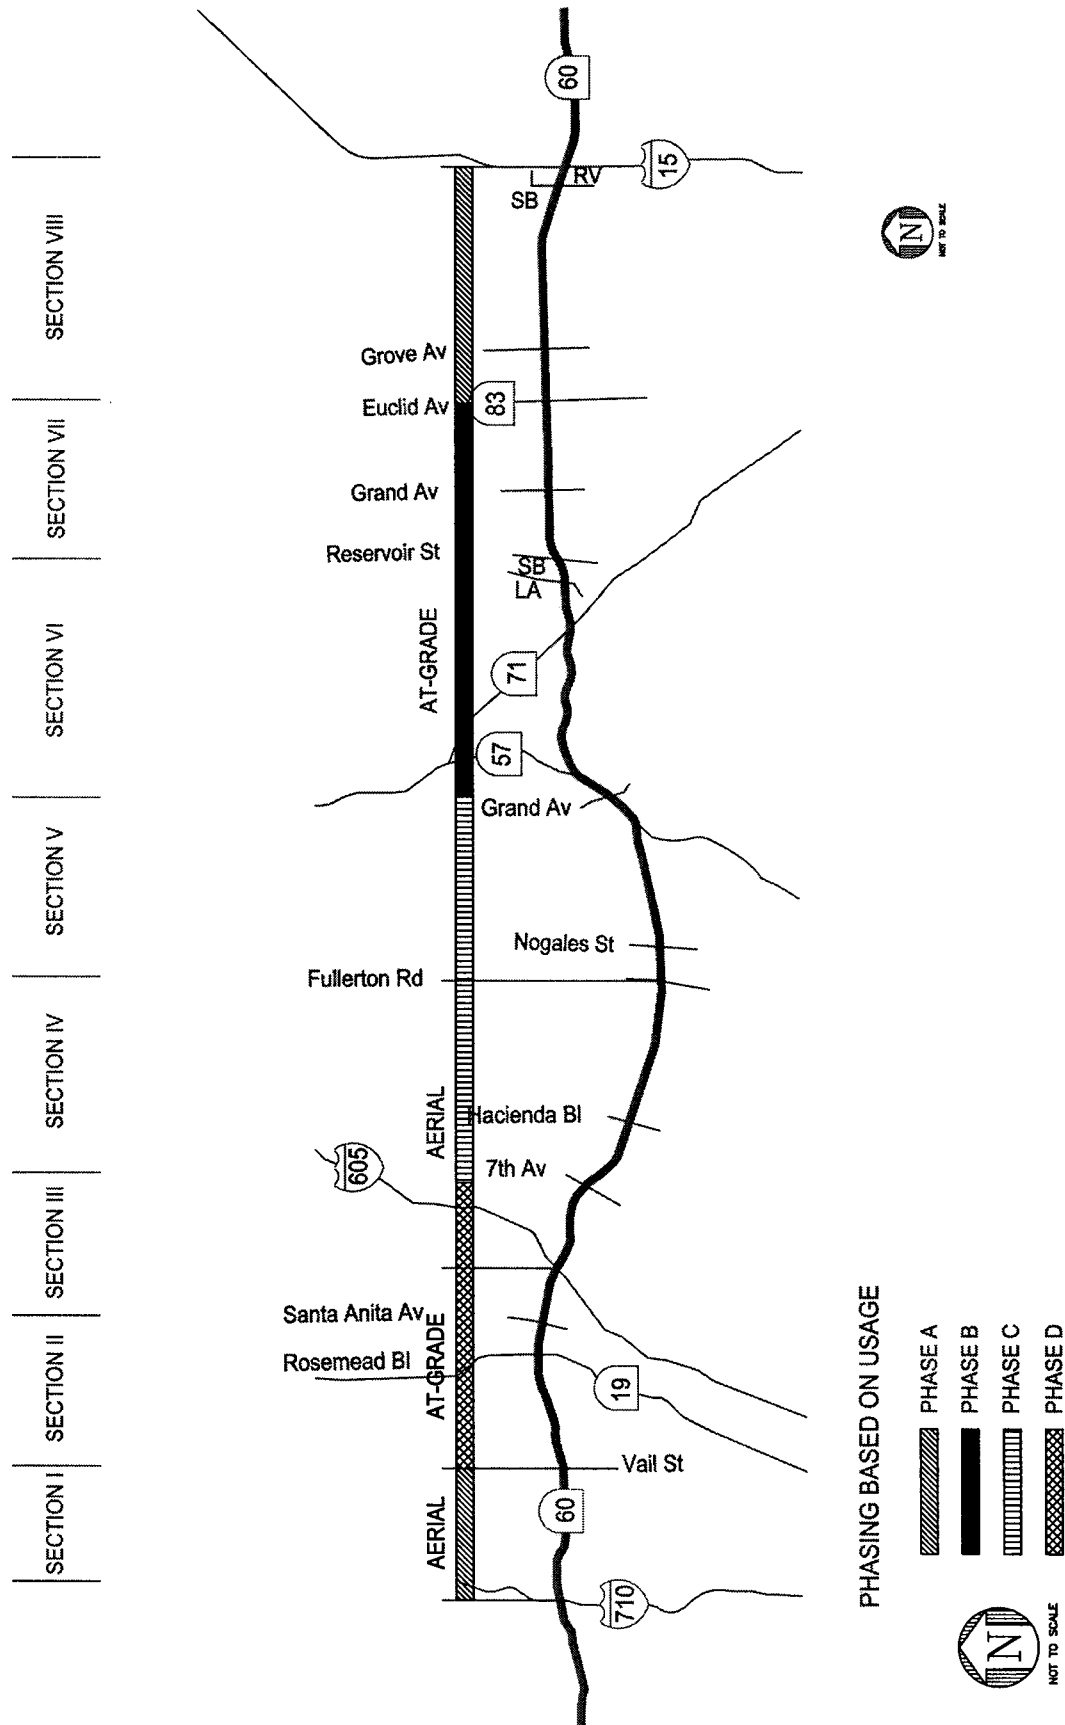 SECTION I
SECTION II
SECTION III
SECTION IV
SECTION V
SECTION VI
SECTION VII
SECTION VIII
605
Fullerton Rd
Reservoir St
Grand Av
Euclid Av
Grove Av
Santa Anita Av
Rosemead Bl
AERIAL
AT-GRADE
AERIAL
AT-GRADE
7th Av
Hacienda Bl
Nogales St
Grand Av
57
71
83
LA
SB
SB
RV
60
60
710
Vail St
19
15
N
NOT TO SCALE
PHASING BASED ON USAGE
PHASE A
PHASE B
PHASE C
PHASE D
N
NOT TO SCALE